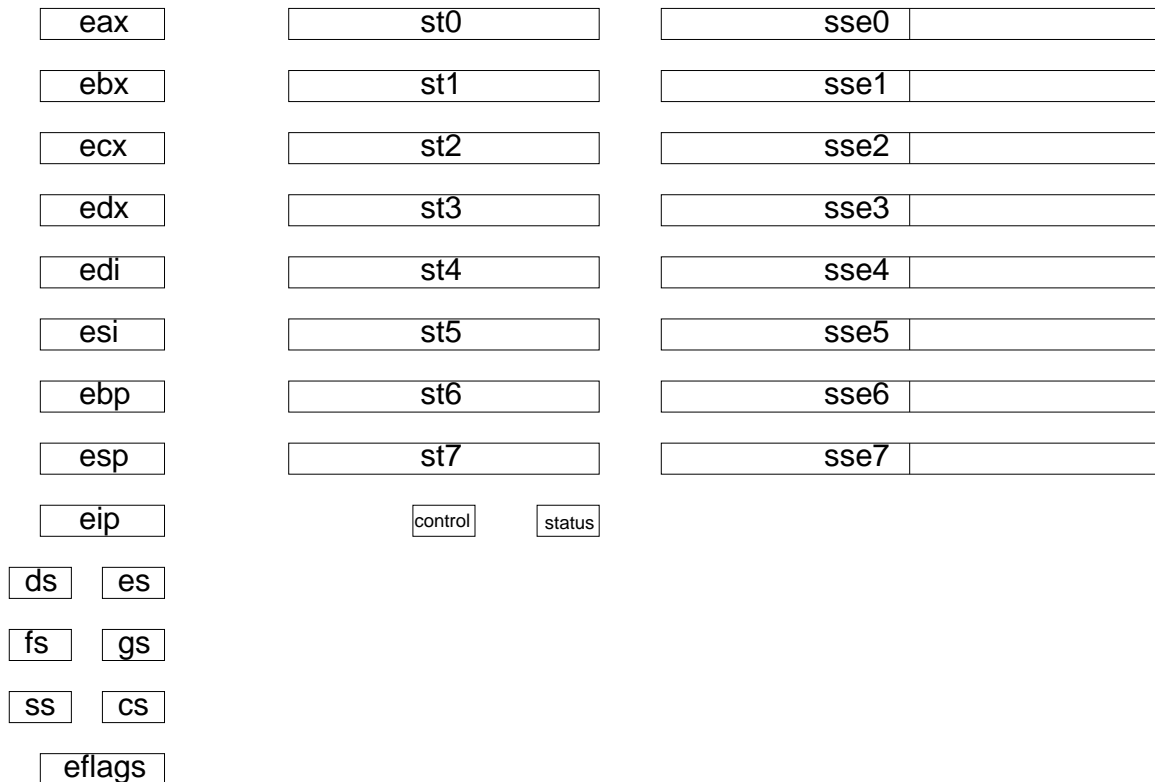 eax st0 sse0
ebx st1 sse1
ecx st2 sse2
edx st3 sse3
edi st4 sse4
esi st5 sse5
ebp st6 sse6
esp st7 sse7
eip control status
ds es
fs gs
ss cs
eflags